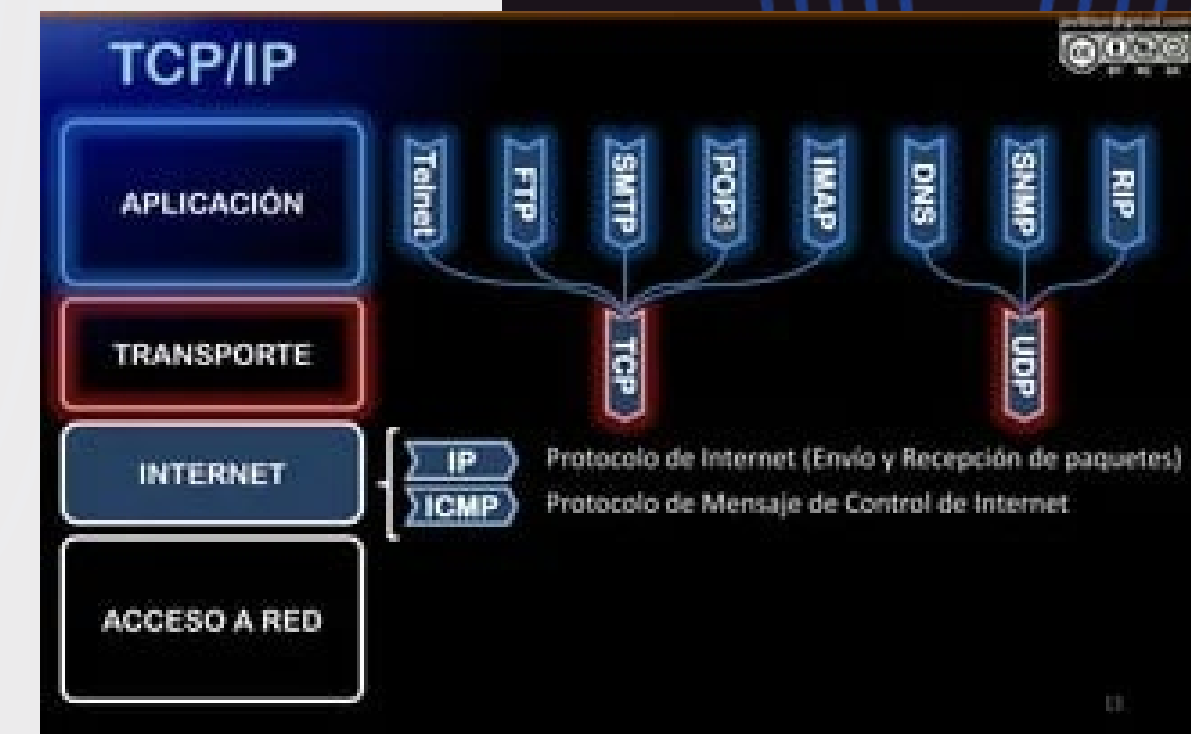 TCP/IP
APLICACIÓN
Telnet
FTP
SMTP
POP3
IMAP
DNS
SNMP
RIP
TRANSPORTE
TCP
UDP
INTERNET
IP Protocolo de Internet (Envío y Recepción de paquetes)
ICMP Protocolo de Mensaje de Control de Internet
ACCESO A RED